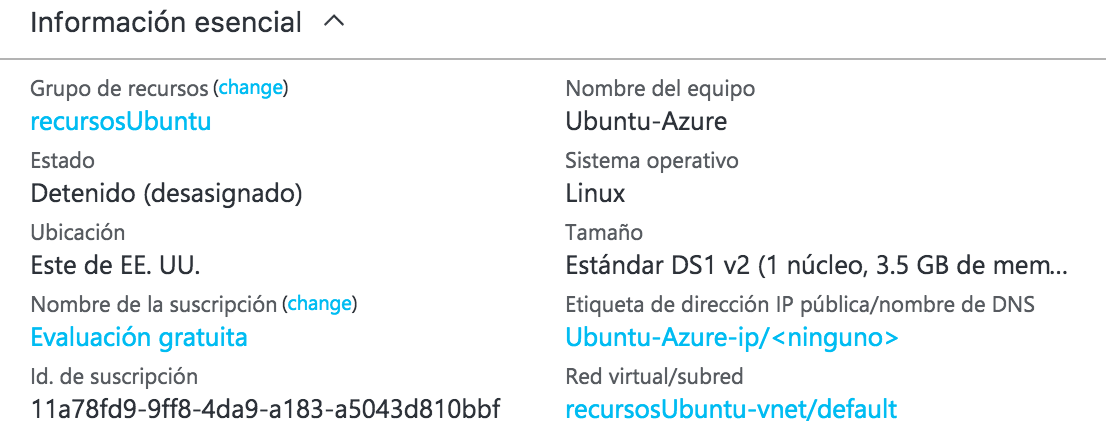 Información esencial
Grupo de recursos (change)
recursosUbuntu
Estado
Detenido (desasignado)
Ubicación
Este de EE. UU.
Nombre de la suscripción (change)
Evaluación gratuita
Id. de suscripción
11a78fd9-9ff8-4da9-a183-a5043d810bbf
Nombre del equipo
Ubuntu-Azure
Sistema operativo
Linux
Tamaño
Estándar DS1 v2 (1 núcleo, 3.5 GB de mem...
Etiqueta de dirección IP pública/nombre de DNS
Ubuntu-Azure-ip/<ninguno>
Red virtual/subred
recursosUbuntu-vnet/default